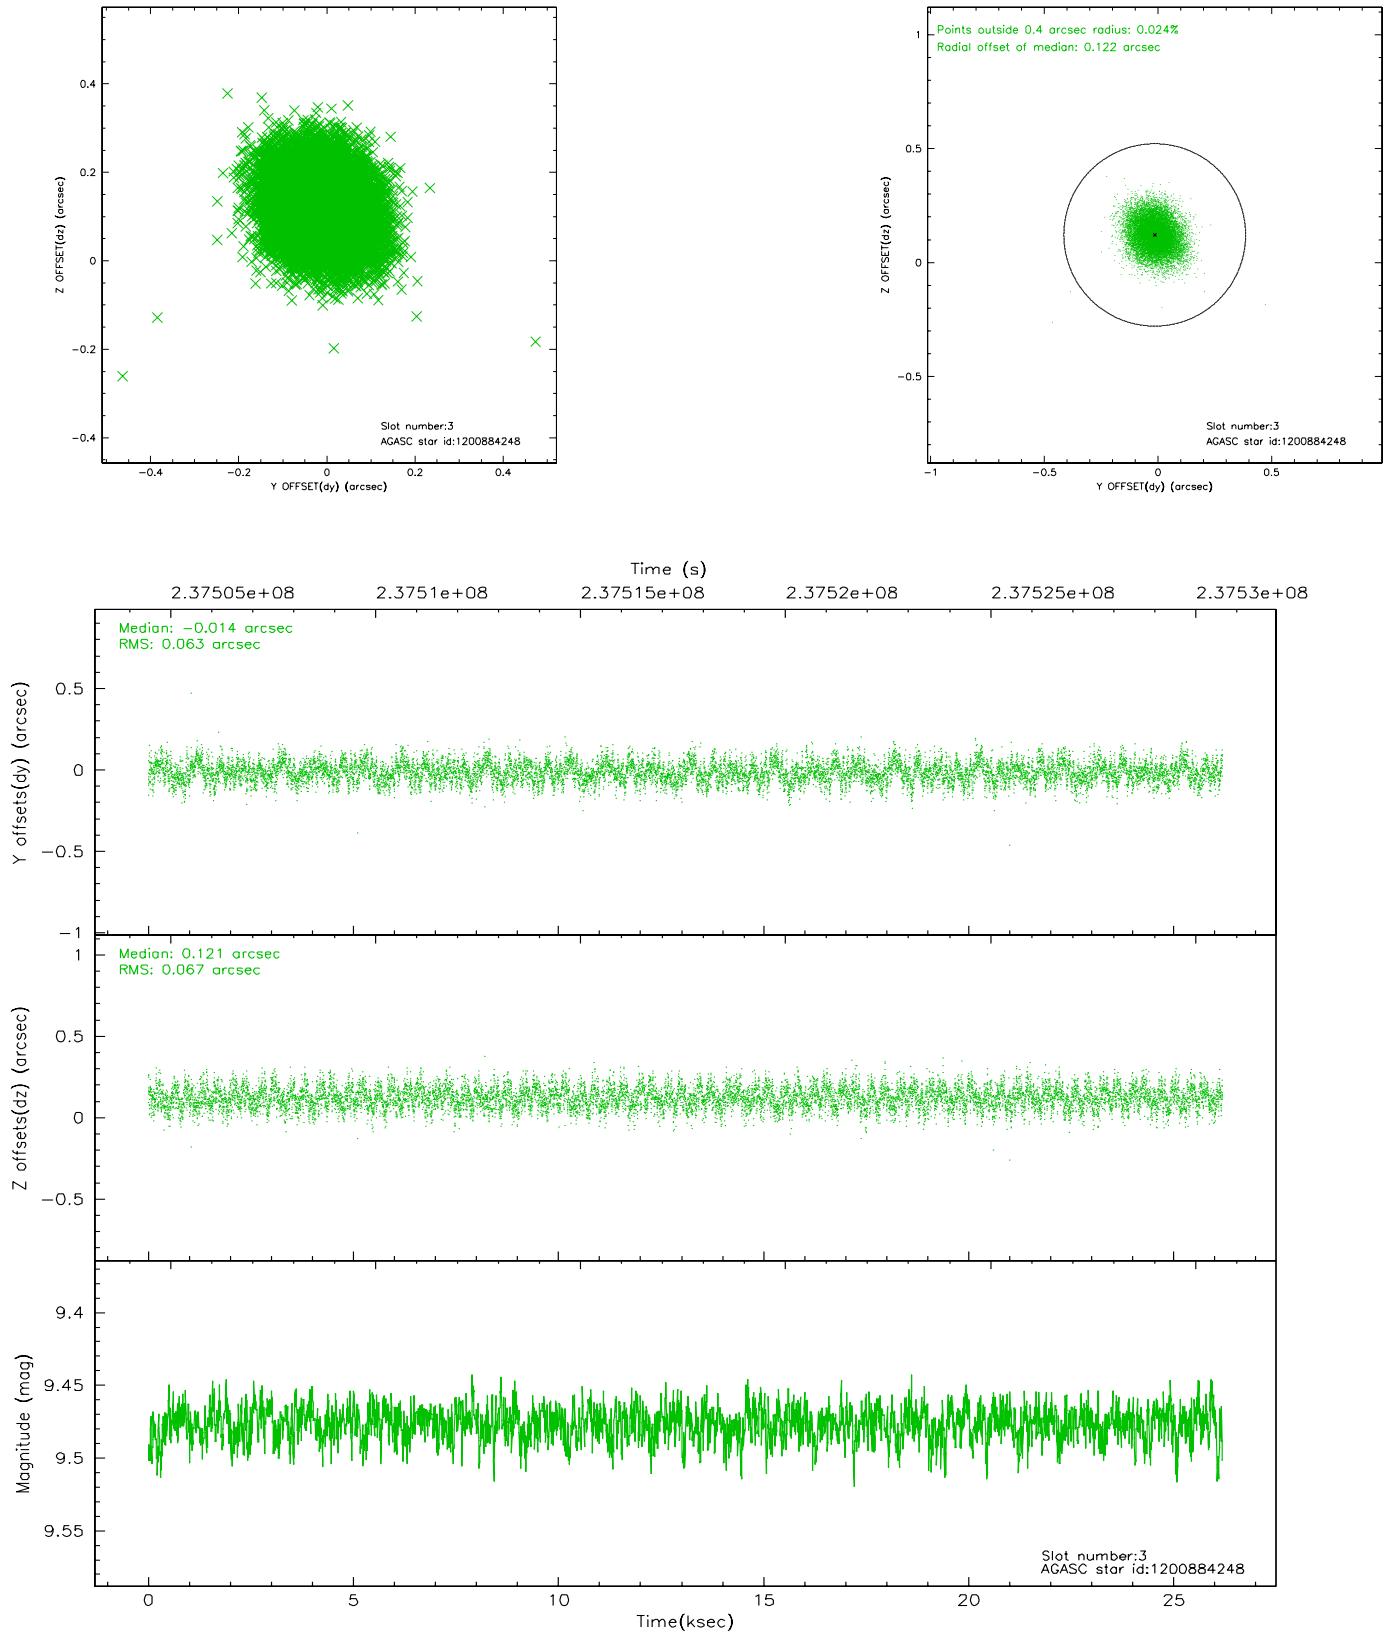 0.4
0.2
0
−0.2
−0.4
Z OFFSET(dz) (arcsec)
Slot number:3
AGASC star id:1200884248
−0.4
−0.2
0
0.2
0.4
Y OFFSET(dy) (arcsec)
Points outside 0.4 arcsec radius: 0.024%
Radial offset of median: 0.122 arcsec
1
0.5
0
−0.5
Z OFFSET(dz) (arcsec)
Slot number:3
AGASC star id:1200884248
−1
−0.5
0
0.5
Y OFFSET(dy) (arcsec)
Time (s)
2.37505e+08
2.3751e+08
2.37515e+08
2.3752e+08
2.37525e+08
2.3753e+08
Median: −0.014 arcsec
RMS: 0.063 arcsec
0.5
0
−0.5
−1
Y offsets(dy) (arcsec)
Median: 0.121 arcsec
RMS: 0.067 arcsec
1
0.5
0
−0.5
Z offsets(dz) (arcsec)
9.4
9.45
9.5
9.55
Magnitude (mag)
Slot number:3
AGASC star id:1200884248
0
5
10
15
20
25
Time(ksec)